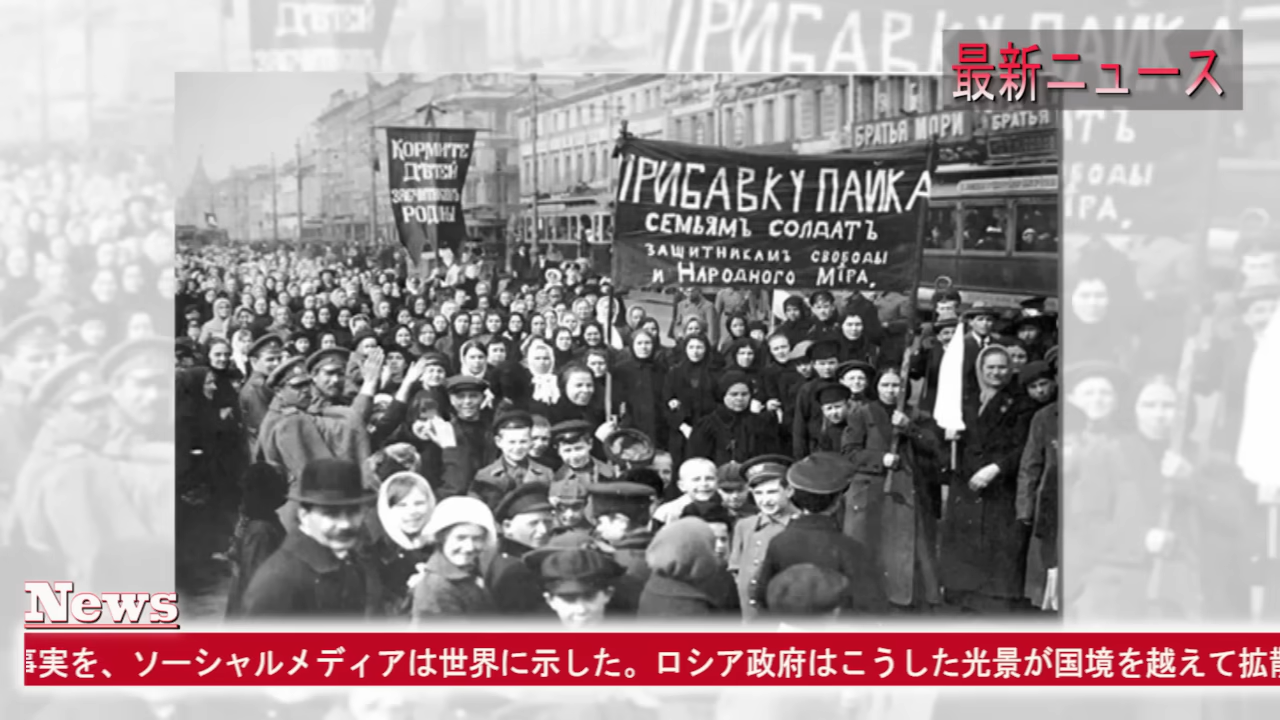 最新ニュース
БРАТЬЯ МОРИ
БРАТЬЯ
КОРМИТЕ
ДѢТЕЙ
ЗАЩИТНИКОВЪ
РОДИНЫ
ПРИБАВКУ ПАЙКА
СЕМЬЯМЪ СОЛДАТЪ
ЗАЩИТНИКАМЪ СВОБОДЫ
И НАРОДНОГО МІРА.
News
事実を、ソーシャルメディアは世界に示した。ロシア政府はこうした光景が国境を越えて拡散